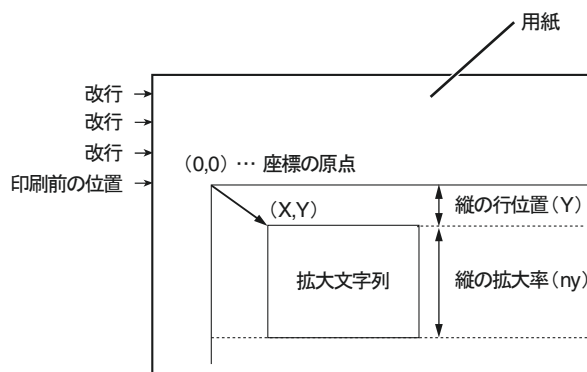 用紙
改行
改行
改行
印刷前の位置
(0,0) … 座標の原点
(X,Y)
縦の行位置(Y)
拡大文字列
縦の拡大率(ny)